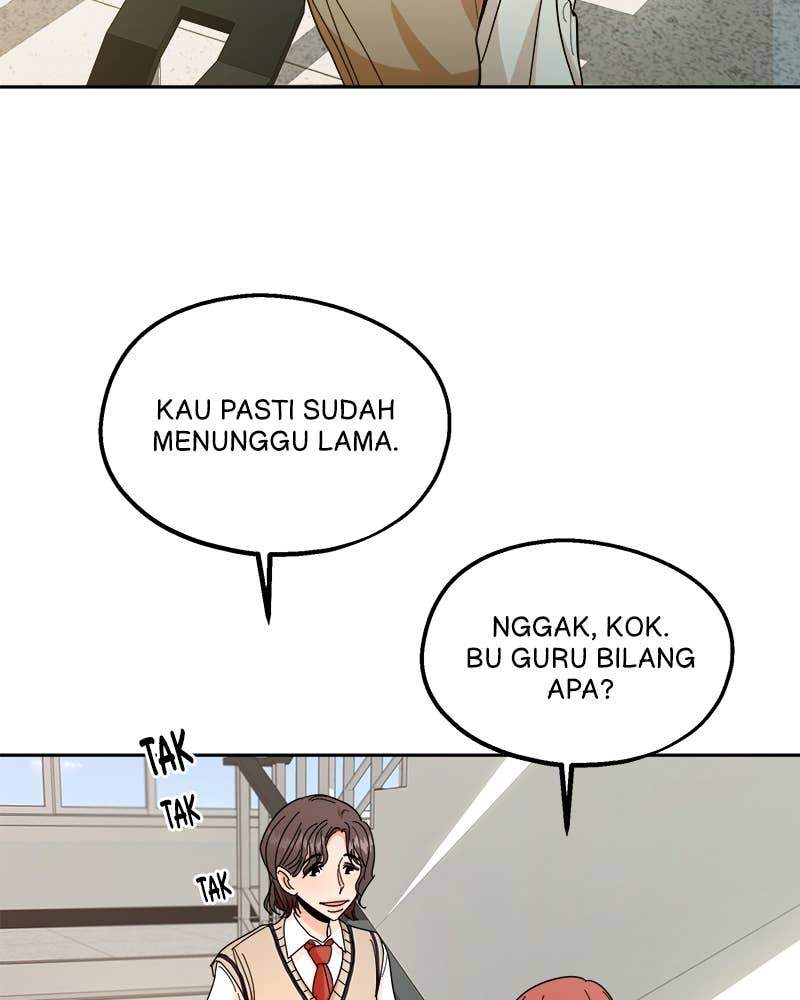 KAU PASTI SUDAH
MENUNGGU LAMA.
NGGAK, KOK.
BU GURU BILANG
APA?
TAK
TAK
TAK